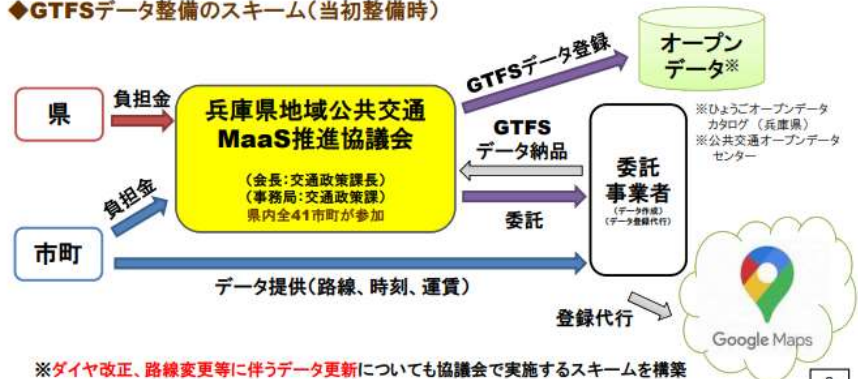 ◆GTFSデータ整備のスキーム（当初整備時）
県
負担金
兵庫県地域公共交通
MaaS推進協議会
（会長：交通政策課長）
（事務局：交通政策課）
県内全41市町が参加
GTFSデータ登録
オープン
データ※
※ひょうごオープンデータ
カタログ（兵庫県）
※公共交通オープンデータ
センター
GTFS
データ納品
委託
委託
事業者
（データ作成）
（データ登録代行）
負担金
市町
データ提供（路線、時刻、運賃）
登録代行
Google Maps
※ダイヤ改正、路線変更等に伴うデータ更新についても協議会で実施するスキームを構築